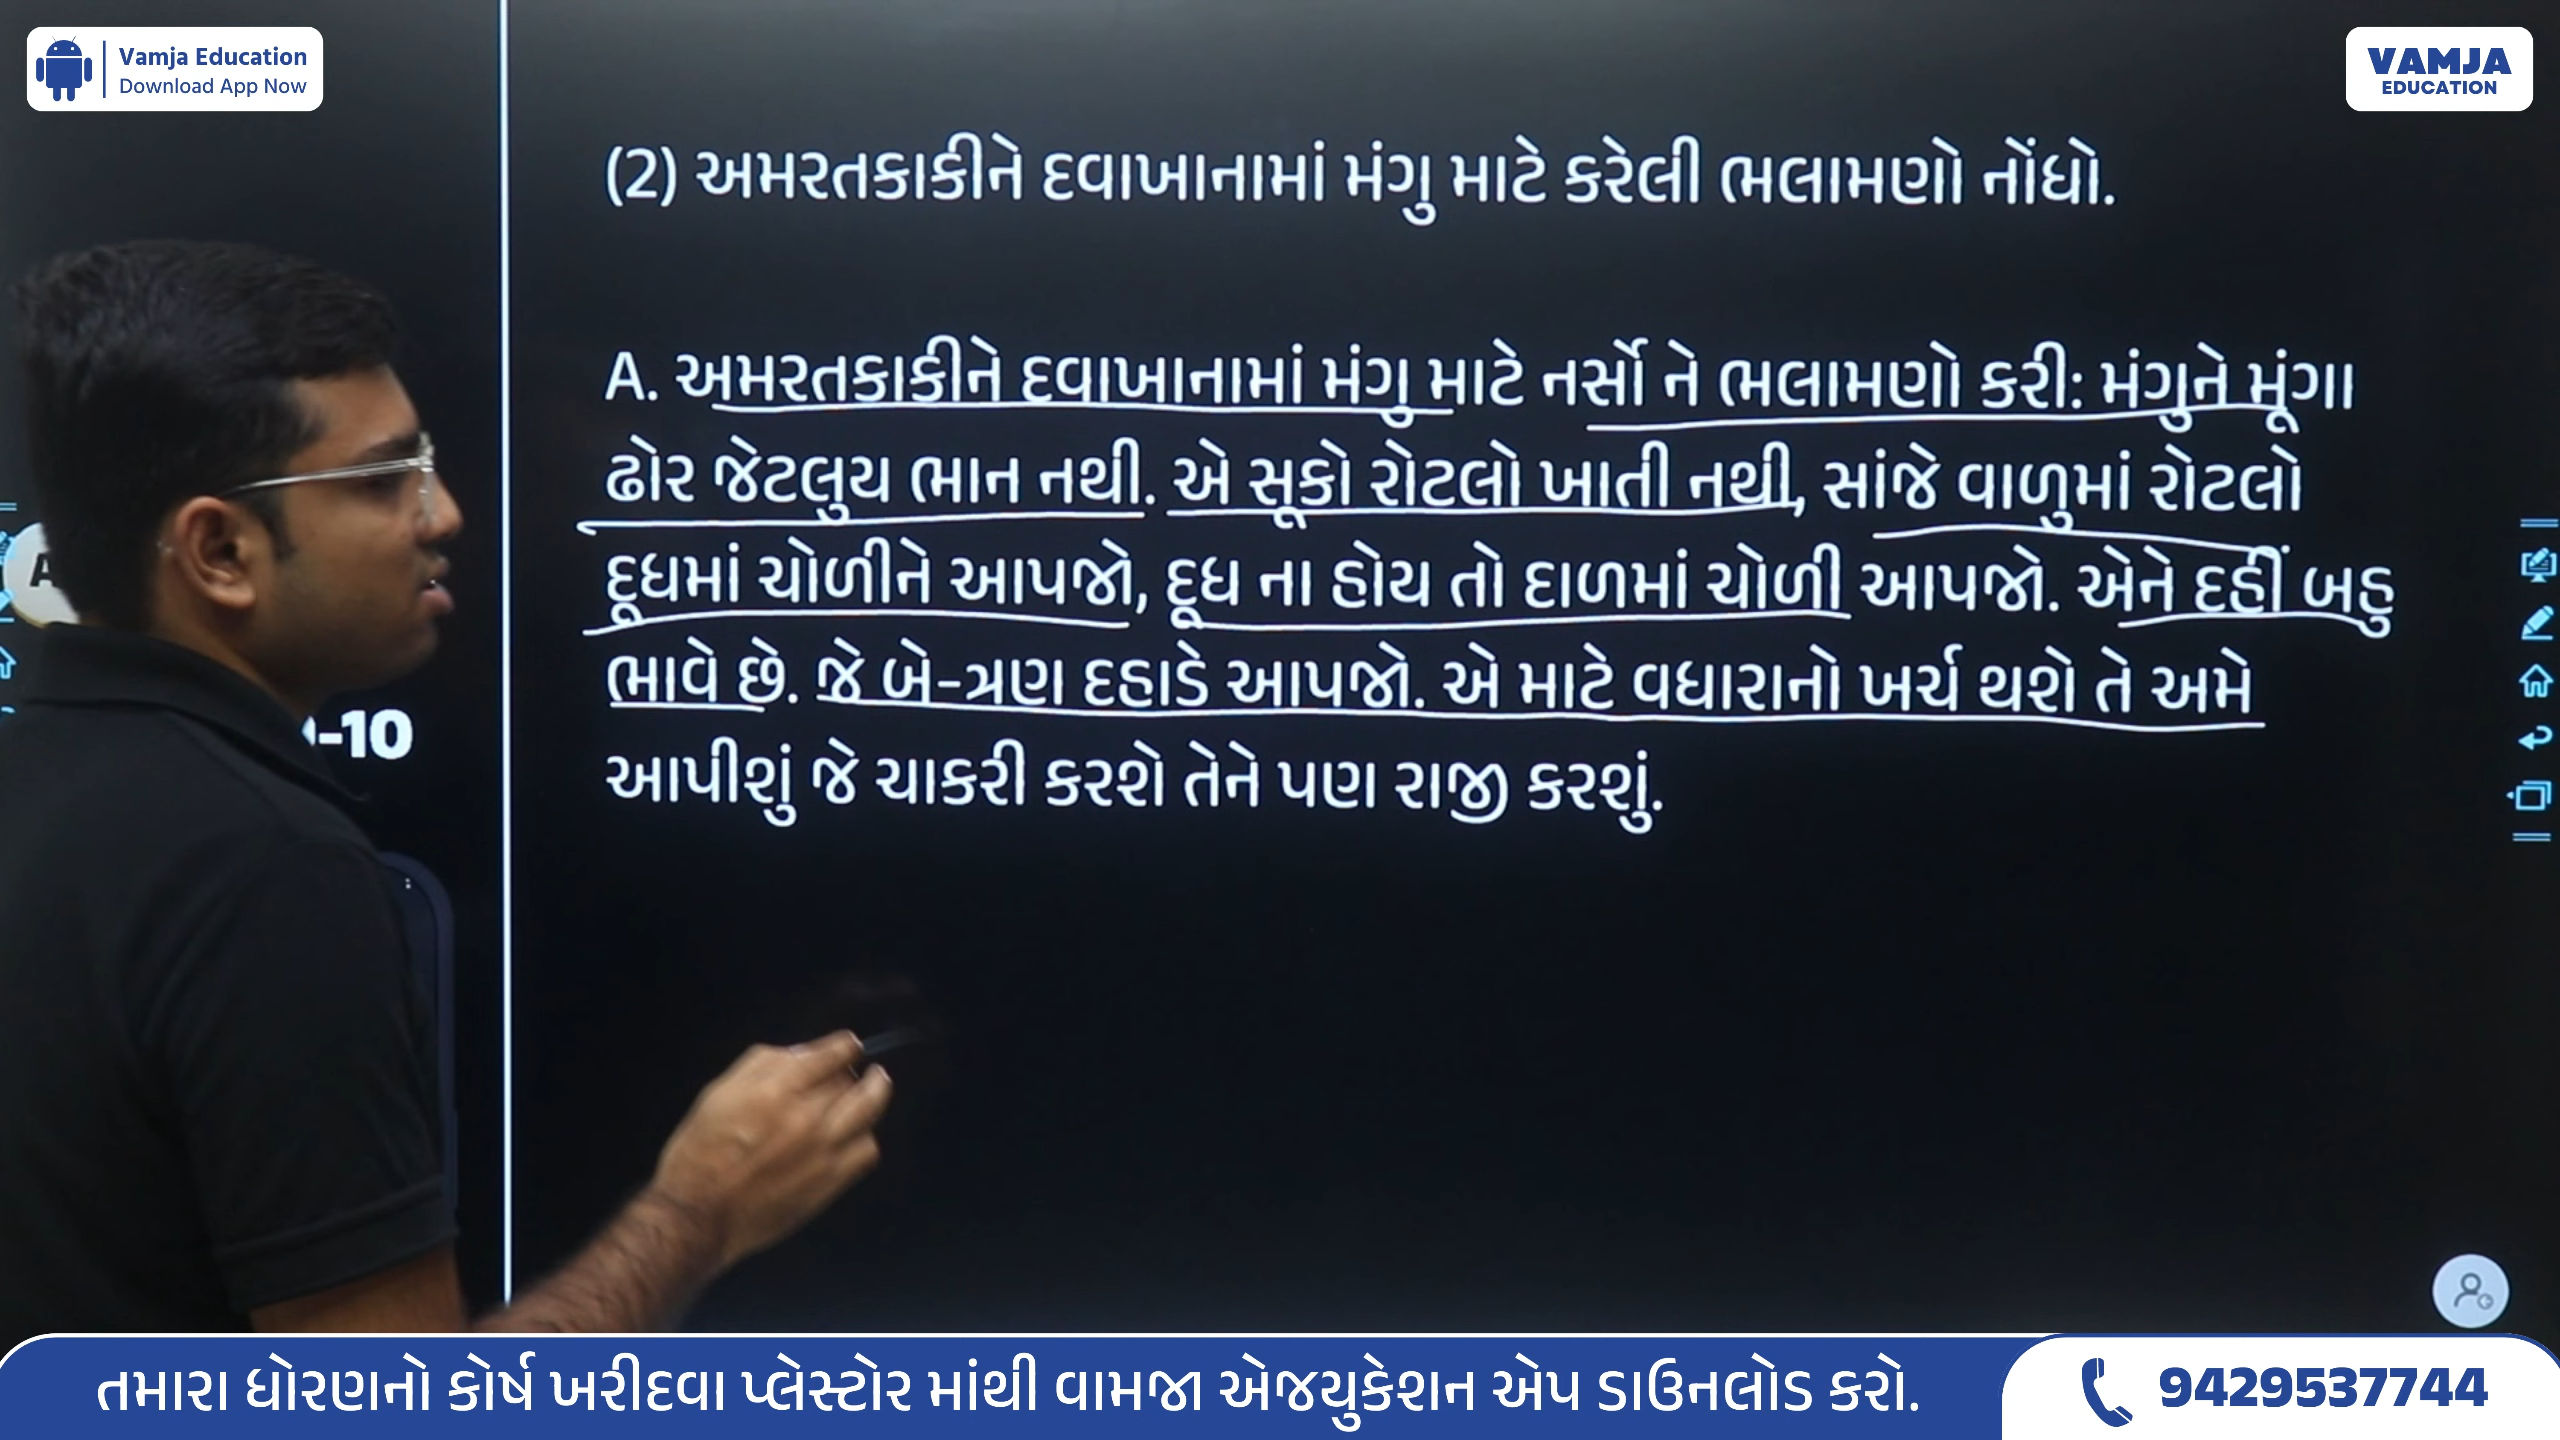 Vamja Education
Download App Now
VAMJA
EDUCATION
(2) અમરતકાકીને દવાખાનામાં મંગુ માટે કરેલી ભલામણો નોંધો.
A. અમરતકાકીને દવાખાનામાં મંગુ માટે નર્સો ને ભલામણો કરી: મંગુને મૂંગા
ઢોર જેટલુય ભાન નથી. એ સૂકો રોટલો ખાતી નથી, સાંજે વાળુમાં રોટલો
દૂધમાં ચોળીને આપજો, દૂધ ના હોય તો દાળમાં ચોળી આપજો. એને દહીં બહુ
ભાવે છે. જે બે-ત્રણ દહાડે આપજો. એ માટે વધારાનો ખર્ચ થશે તે અમે
આપીશું જે ચાકરી કરશે તેને પણ રાજી કરશું.
-10
તમારા ધોરણનો કોર્ષ ખરીદવા પ્લેસ્ટોર માંથી વામજા એજ્યુકેશન એપ ડાઉનલોડ કરો.
9429537744